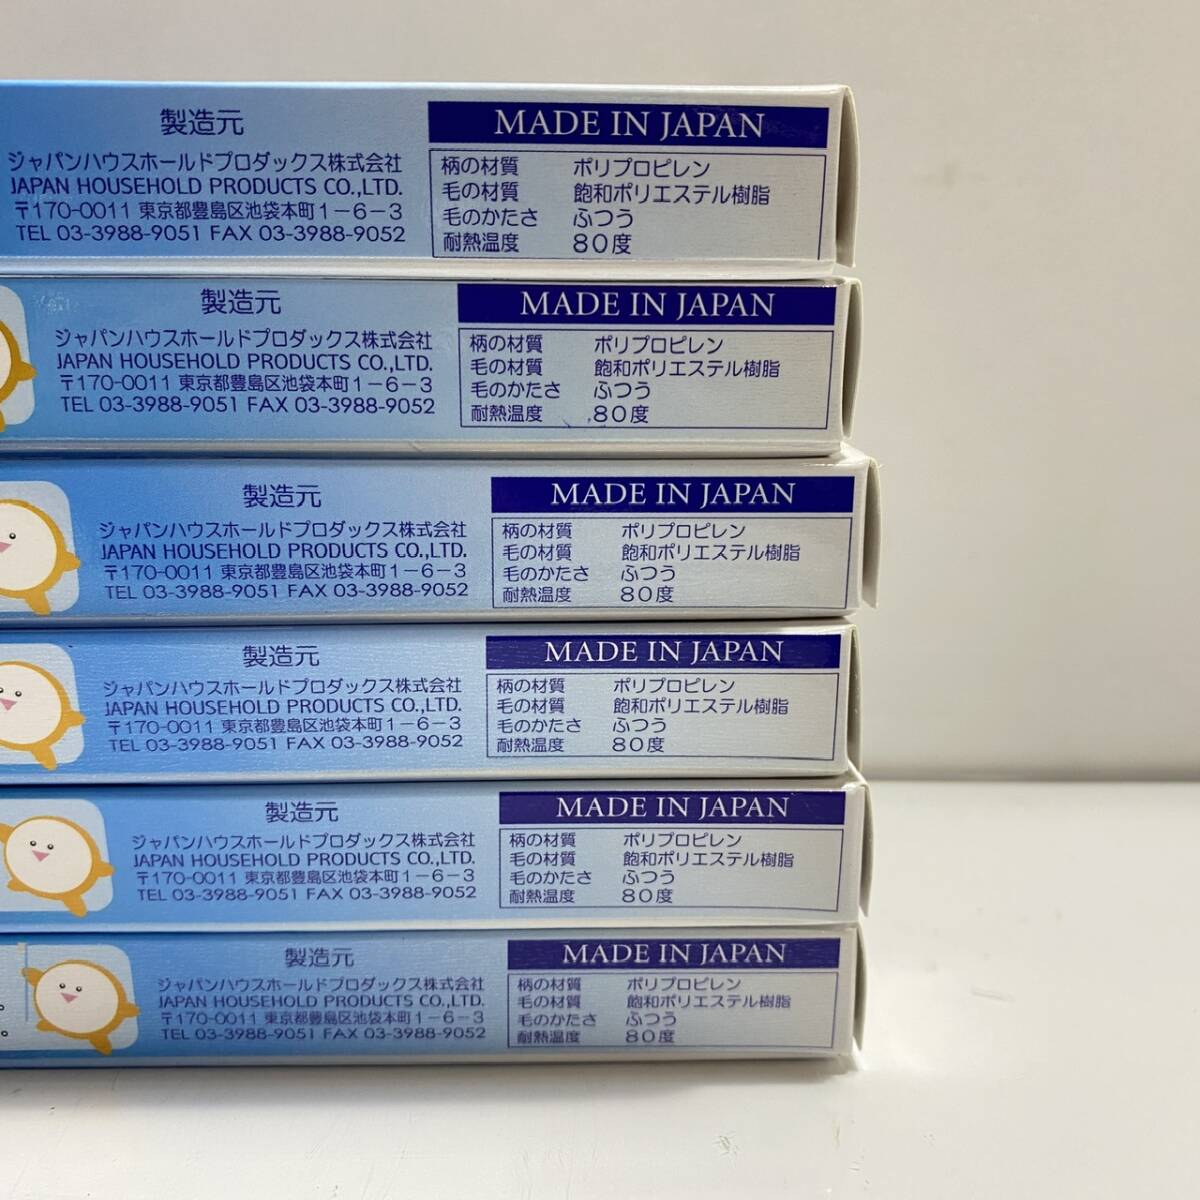 製造元
ジャパンハウスホールドプロダックス株式会社
JAPAN HOUSEHOLD PRODUCTS CO.,LTD.
〒170-0011 東京都豊島区池袋本町1-6-3
TEL 03-3988-9051 FAX 03-3988-9052
MADE IN JAPAN
柄の材質 ポリプロピレン
毛の材質 飽和ポリエステル樹脂
毛のかたさ ふつう
耐熱温度 80度
製造元
ジャパンハウスホールドプロダックス株式会社
JAPAN HOUSEHOLD PRODUCTS CO.,LTD.
〒170-0011 東京都豊島区池袋本町1-6-3
TEL 03-3988-9051 FAX 03-3988-9052
MADE IN JAPAN
柄の材質 ポリプロピレン
毛の材質 飽和ポリエステル樹脂
毛のかたさ ふつう
耐熱温度 80度
製造元
ジャパンハウスホールドプロダックス株式会社
JAPAN HOUSEHOLD PRODUCTS CO.,LTD.
〒170-0011 東京都豊島区池袋本町1-6-3
TEL 03-3988-9051 FAX 03-3988-9052
MADE IN JAPAN
柄の材質 ポリプロピレン
毛の材質 飽和ポリエステル樹脂
毛のかたさ ふつう
耐熱温度 80度
製造元
ジャパンハウスホールドプロダックス株式会社
JAPAN HOUSEHOLD PRODUCTS CO.,LTD.
〒170-0011 東京都豊島区池袋本町1-6-3
TEL 03-3988-9051 FAX 03-3988-9052
MADE IN JAPAN
柄の材質 ポリプロピレン
毛の材質 飽和ポリエステル樹脂
毛のかたさ ふつう
耐熱温度 80度
製造元
ジャパンハウスホールドプロダックス株式会社
JAPAN HOUSEHOLD PRODUCTS CO.,LTD.
〒170-0011 東京都豊島区池袋本町1-6-3
TEL 03-3988-9051 FAX 03-3988-9052
MADE IN JAPAN
柄の材質 ポリプロピレン
毛の材質 飽和ポリエステル樹脂
毛のかたさ ふつう
耐熱温度 80度
製造元
ジャパンハウスホールドプロダックス株式会社
JAPAN HOUSEHOLD PRODUCTS CO.,LTD.
〒170-0011 東京都豊島区池袋本町1-6-3
TEL 03-3988-9051 FAX 03-3988-9052
MADE IN JAPAN
柄の材質 ポリプロピレン
毛の材質 飽和ポリエステル樹脂
毛のかたさ ふつう
耐熱温度 80度